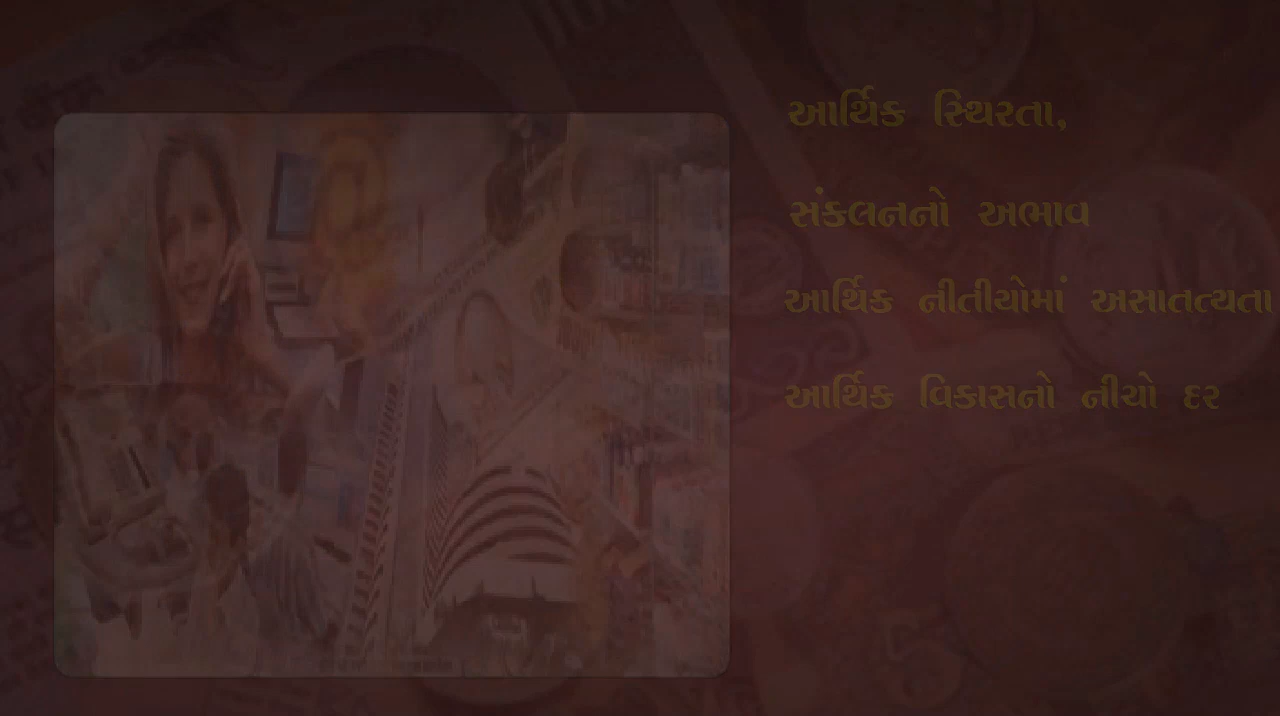 આર્થિક સ્થિરતા,
સંકલનનો અભાવ
આર્થિક નીતીયોમાં અસાતત્યતા
આર્થિક વિકાસનો નીચો દર